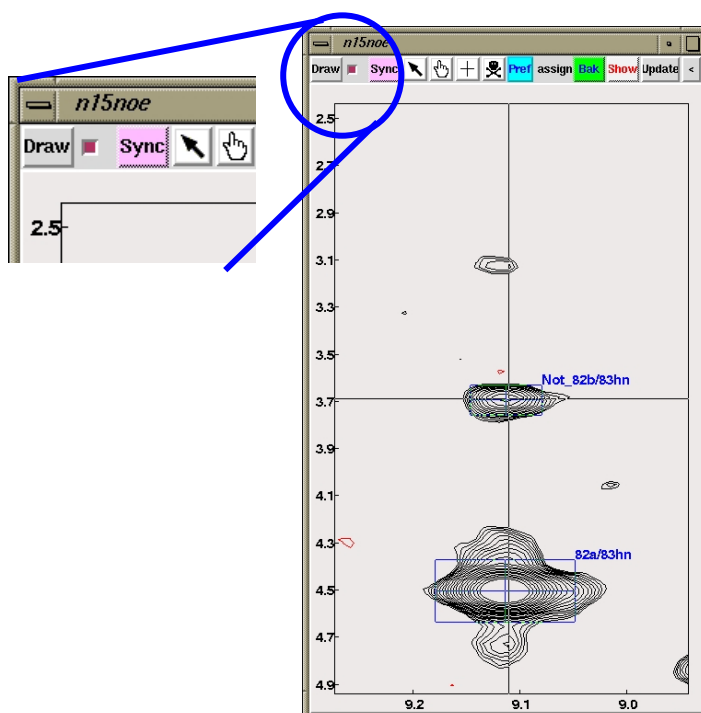 n15noe
Draw Sync Pref assign Bak Show Update <
n15noe
Draw Sync
2.5
2.5
2.7
2.9
3.1
3.3
3.5
Not_82b/83hn
3.7
3.9
4.1
4.3
82a/83hn
4.5
4.7
4.9
9.2 9.1 9.0